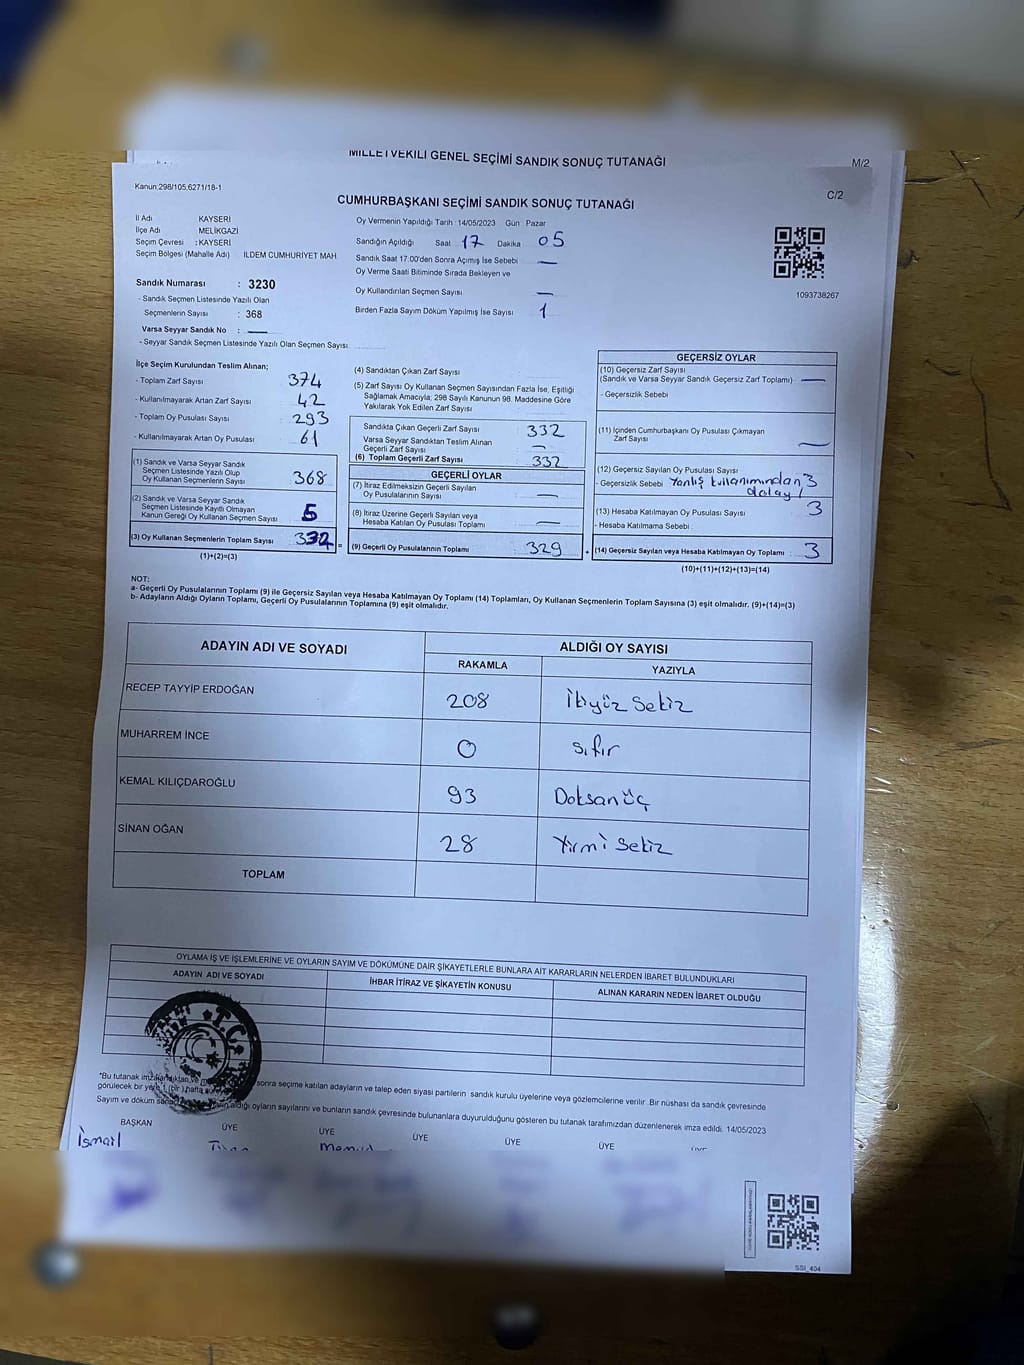 MİLLETVEKİLİ GENEL SEÇİMİ SANDIK SONUÇ TUTANAĞI
M/2
Kanun,298/105,6271/18-1
C/2
CUMHURBAŞKANI SEÇİMİ SANDIK SONUÇ TUTANAĞI
İl Adı KAYSERİ
İlçe Adı MELİKGAZİ
Seçim Çevresi : KAYSERİ
Seçim Bölgesi (Mahalle Adı) ILDEM CUMHURIYET MAH
Sandık Numarası : 3230
- Sandık Seçmen Listesinde Yazılı Olan
Seçmenlerin Sayısı : 368
Varsa Seyyar Sandık No : —
- Seyyar Sandık Listesinde Yazılı Olan Seçmen Sayısı
Oy Vermenin Yapıldığı Tarih 14/05/2023 Gün : Pazar
Sandığın Açıldığı Saat 17 Dakika 05
Sandık Saat 17.00'den Sonra Açımış İse Sebebi —
Oy Verme Saati Bitiminde Sırada Bekleyen ve
Oy Kullandırılan Seçmen Sayısı —
Birden Fazla Sayım Döküm Yapılmış İse Sayısı 1
1093738267
İlçe Seçim Kurulundan Teslim Alınan;
- Toplam Zarf Sayısı 374
- Kullanılmayarak Artan Zarf Sayısı 42
- Toplam Oy Pusulası Sayısı 293
- Kullanılmayarak Artan Oy Pusulası 61
(1) Sandık ve Varsa Seyyar Sandık
Seçmen Listesinde Yazılı Olup
Oy Kullanan Seçmenlerin Sayısı 368
(2) Sandık ve Varsa Seyyar Sandık
Seçmen Listesinde Kayıtlı Olmayan
Kanun Gereği Oy Kullanan Seçmen Sayısı 5
(3) Oy Kullanan Seçmenlerin Toplam Sayısı 332 =
(1)+(2)=(3)
(4) Sandıktan Çıkan Zarf Sayısı
(5) Zarf Sayısı Oy Kullanan Seçmen Sayısından Fazla İse, Eşitliği
Sağlamak Amacıyla; 298 Sayılı Kanunun 98. Maddesine Göre
Yakılarak Yok Edilen Zarf Sayısı
Sandıkta Çıkan Geçerli Zarf Sayısı 332
Varsa Seyyar Sandıktan Teslim Alınan
Geçerli Zarf Sayısı —
(6) Toplam Geçerli Zarf Sayısı 332
GEÇERLİ OYLAR
(7) İtiraz Edilmeksizin Geçerli Sayılan
Oy Pusulalarının Sayısı —
(8) İtiraz Üzerine Geçerli Sayılan veya
Hesaba Katılan Oy Pusulası Toplamı —
(9) Geçerli Oy Pusulalarının Toplamı 329 +
GEÇERSİZ OYLAR
(10) Geçersiz Zarf Sayısı
(Sandık ve Varsa Seyyar Sandık Geçersiz Zarf Toplamı) —
- Geçersizlik Sebebi
(11) İçinden Cumhurbaşkanı Oy Pusulası Çıkmayan
Zarf Sayısı —
(12) Geçersiz Sayılan Oy Pusulası Sayısı 3
- Geçersizlik Sebebi Yanlış kullanımından dolayı
(13) Hesaba Katılmayan Oy Pusulası Sayısı 3
- Hesaba Katılmama Sebebi
(14) Geçersiz Sayılan veya Hesaba Katılmayan Oy Toplamı : 3
(10)+(11)+(12)+(13)=(14)
NOT:
a- Geçerli Oy Pusulalarının Toplamı (9) ile Geçersiz Sayılan veya Hesaba Katılmayan Oy Toplamı (14) Toplamları, Oy Kullanan Seçmenlerin Toplam Sayısına (3) eşit olmalıdır. (9)+(14)=(3)
b- Adayların Aldığı Oyların Toplamı, Geçerli Oy Pusulalarının Toplamına (9) eşit olmalıdır.
ADAYIN ADI VE SOYADI
ALDIĞI OY SAYISI
RAKAMLA YAZIYLA
RECEP TAYYİP ERDOĞAN 208 İkiyüz sekiz
MUHARREM İNCE 0 sıfır
KEMAL KILIÇDAROĞLU 93 Doksan üç
SİNAN OĞAN 28 Yirmi sekiz
TOPLAM
OYLAMA İŞ VE İŞLEMLERİNE VE OYLARIN SAYIM VE DÖKÜMÜNE DAİR ŞİKAYETLERLE BUNLARA AİT KARARLARIN NELERDEN İBARET BULUNDUKLARI
ADAYIN ADI VE SOYADI İHBAR İTİRAZ VE ŞİKAYETİN KONUSU ALINAN KARARIN NEDEN İBARET OLDUĞU
T.C.
*Bu tutanak sonra seçime katılan adayların ve talep eden siyasi partilerin sandık kurulu üyelerine veya gözlemcilerine verilir. Bir nüshası da sandık çevresinde
görülecek bir yere 1 (bir) hafta
Sayım ve döküm aldığı oyların sayılarını ve bunların sandık çevresinde bulunanlara duyurulduğunu gösteren bu tutanak tarafımızdan düzenlenerek imza edildi. 14/05/2023
BAŞKAN ÜYE ÜYE ÜYE ÜYE ÜYE ÜYE
İsmail
SSI_404